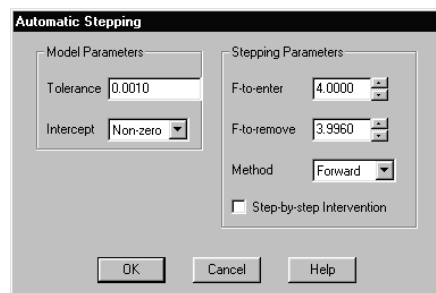 Automatic Stepping
Model Parameters
Tolerance 0.0010
Intercept Non-zero
Stepping Parameters
F-to-enter 4.0000
F-to-remove 3.9960
Method Forward
Step-by-step Intervention
OK Cancel Help